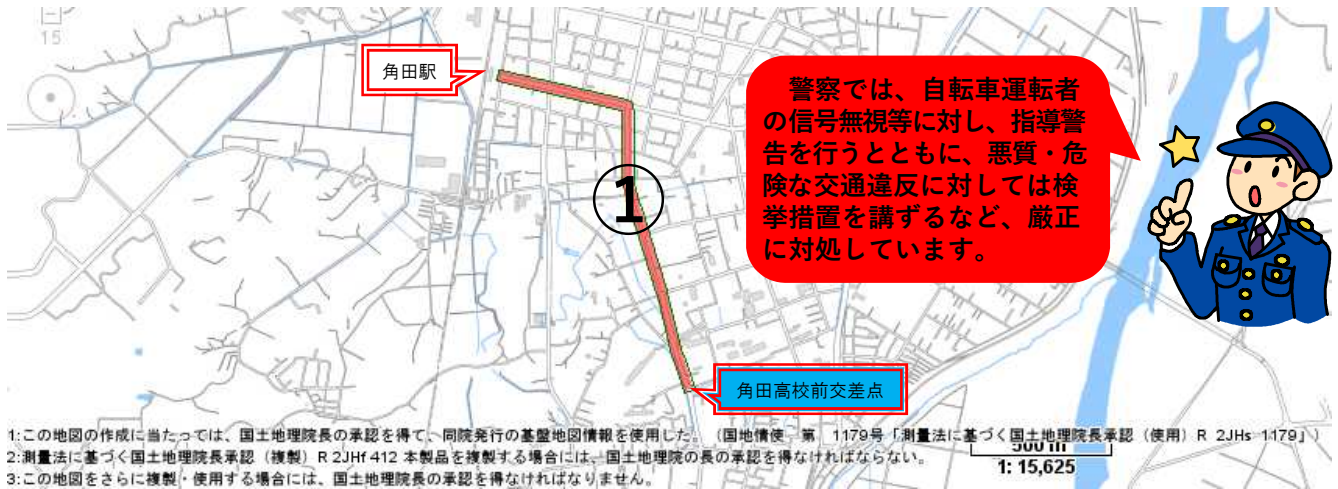 15
角田駅
警察では、自転車運転者
の信号無視等に対し、指導警
告を行うとともに、悪質・危
険な交通違反に対しては検
挙措置を講ずるなど、厳正
に対処しています。
①
角田高校前交差点
1:この地図の作成に当たっては、国土地理院長の承認を得て、同院発行の基盤地図情報を使用した。（国地情使 第 1179号「測量法に基づく国土地理院長承認（使用）R 2JHs 1179」）
2:測量法に基づく国土地理院長承認（複製）R 2JHf 412 本製品を複製する場合には、国土地理院の長の承認を得なければならない。
3:この地図をさらに複製・使用する場合には、国土地理院長の承認を得なければなりません。
500 m
1: 15,625